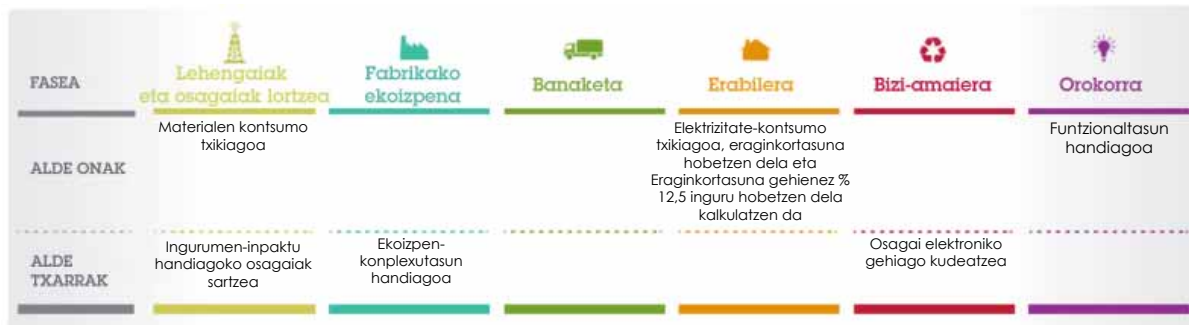 FASEA
Lehengaiak
eta osagaiak lortzea
Fabrikako
ekoizpena
Banaketa
Erabilera
Bizi-amaiera
Orokorra
ALDE ONAK
Materialen kontsumo
txikiagoa
Elektrizitate-kontsumo
txikiagoa, eraginkortasuna
hobetzen dela eta
Eraginkortasuna gehienez %
12,5 inguru hobetzen dela
kalkulatzen da
Funtzionaltasun
handiagoa
ALDE
TXARRAK
Ingurumen-inpaktu
handiagoko osagaiak
sartzea
Ekoizpen-
konplexutasun
handiagoa
Osagai elektroniko
gehiago kudeatzea